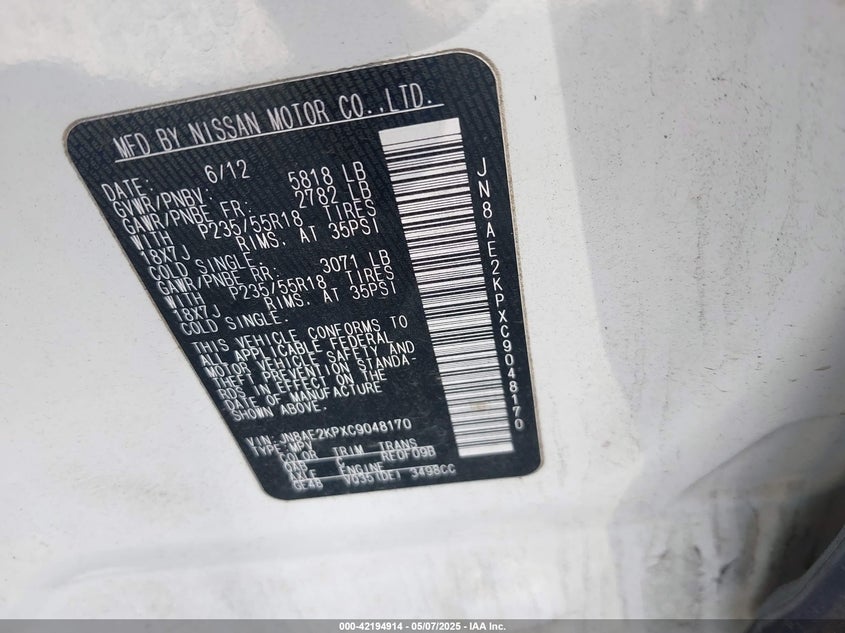 MFD BY NISSAN MOTOR CO.,LTD.
DATE: 6/12
GVWR/PNBV: 5818 LB
GAWR/PNBE FR: 2782 LB
WITH P235/55R18 TIRES
18X7J RIMS. AT 35PSI
COLD SINGLE.
GAWR/PNBE RR: 3071 LB
WITH P235/55R18 TIRES
18X7J RIMS. AT 35PSI
COLD SINGLE.
THIS VEHICLE CONFORMS TO
ALL APPLICABLE FEDERAL
MOTOR VEHICLE SAFETY AND
THEFT PREVENTION STANDA-
RDS IN EFFECT ON THE
DATE OF MANUFACTURE
SHOWN ABOVE.
VIN: JN8AE2KPXC9048170
TYPE: MPV
COLOR TRIM TRANS
QAB REOF09B
AXLE ENGINE
3498CC
JN8AE2KPXC9048170
000-42194914 - 05/07/2025 - IAA Inc.